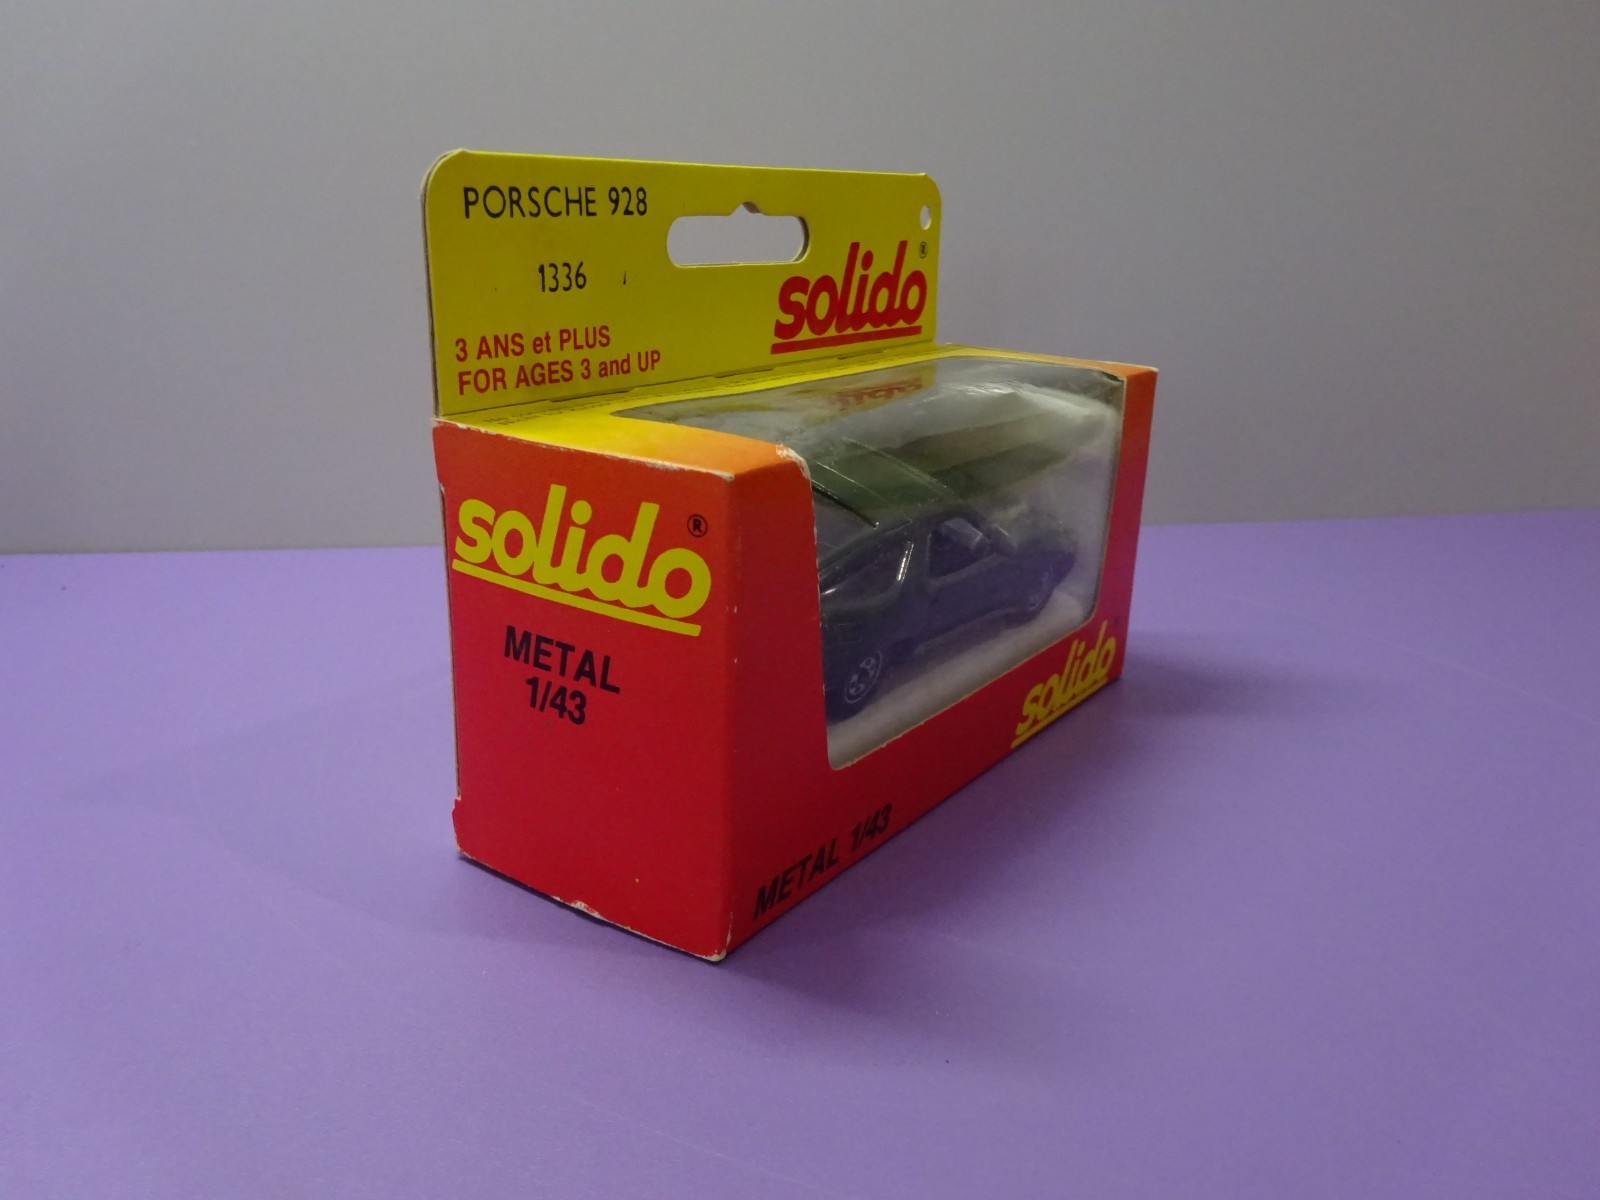 PORSCHE 928
1336
solido®
3 ANS et PLUS
FOR AGES 3 and UP
solido®
METAL
1/43
solido
METAL 1/43